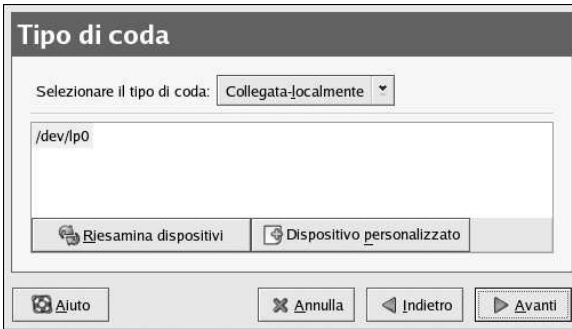 Tipo di coda
Selezionare il tipo di coda: Collegata-localmente
/dev/lp0
Riesamina dispositivi Dispositivo personalizzato
Aiuto Annulla Indietro Avanti